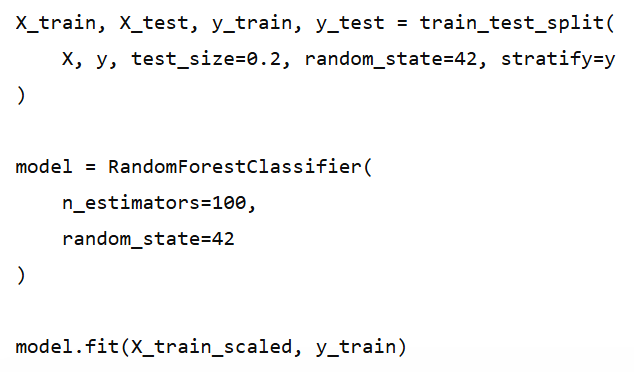 X_train, X_test, y_train, y_test = train_test_split(
    X, y, test_size=0.2, random_state=42, stratify=y
)
model = RandomForestClassifier(
    n_estimators=100,
    random_state=42
)
model.fit(X_train_scaled, y_train)